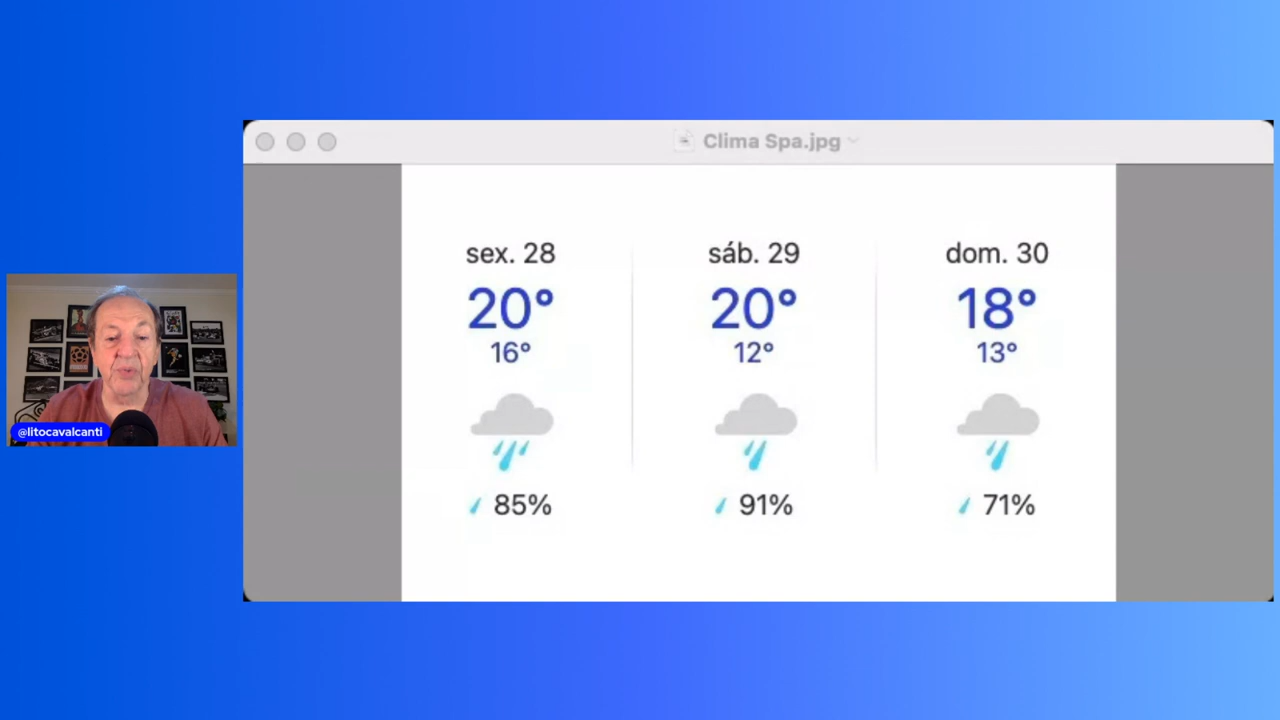 Clima Spa.jpg
sex. 28
20°
16°
85%
sáb. 29
20°
12°
91%
dom. 30
18°
13°
71%
@litocavalcanti